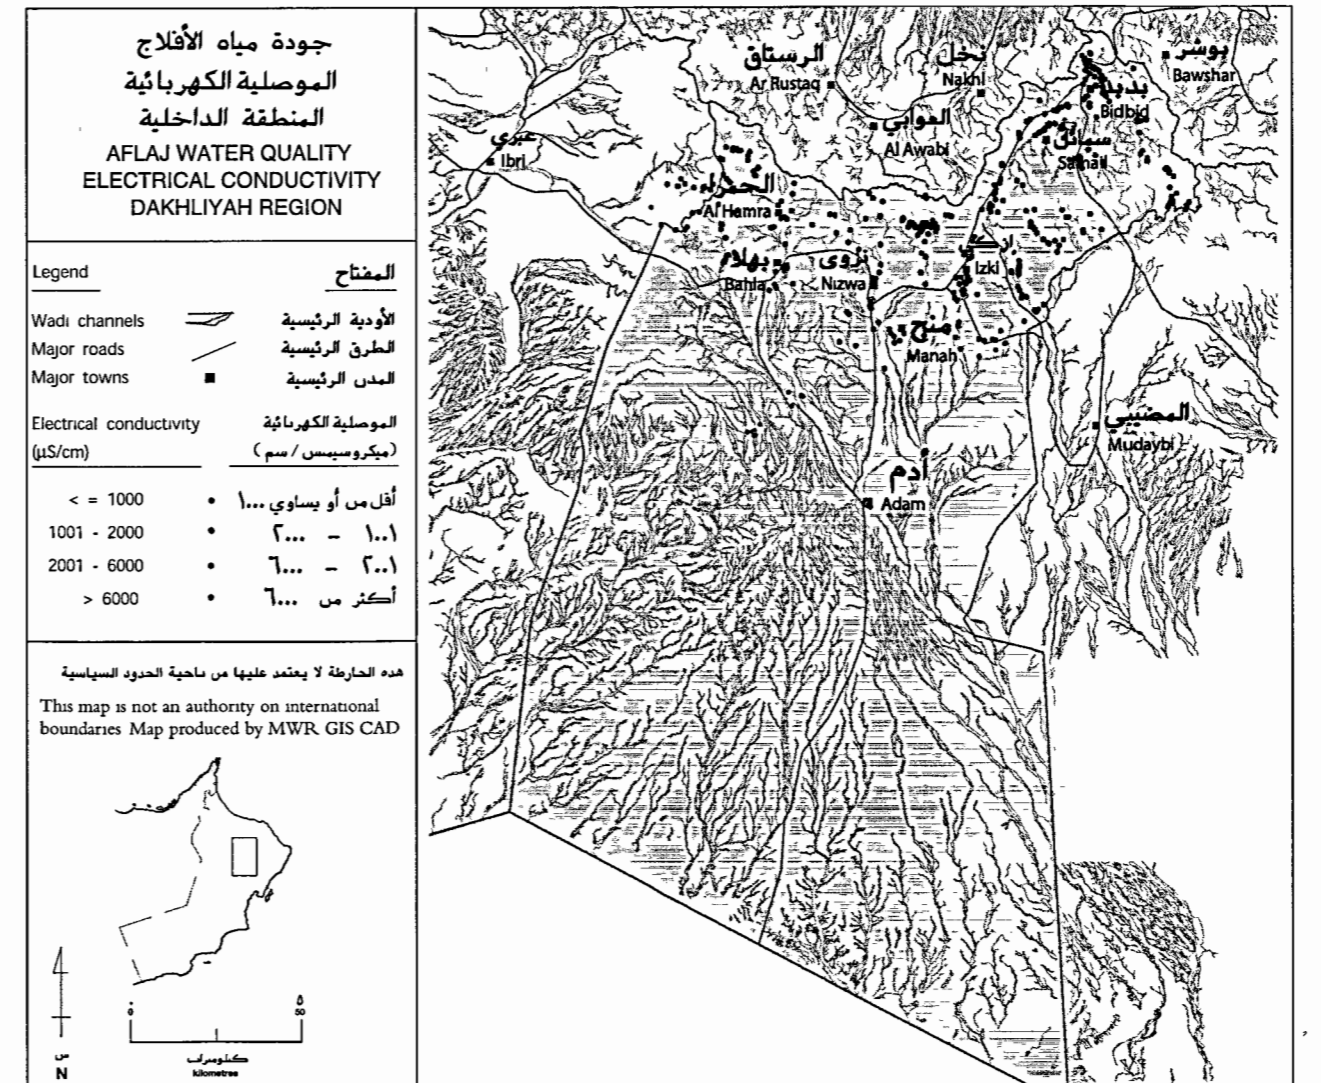 جودة مياه الأفلاج
الموصلية الكهربائية
المنطقة الداخلية
AFLAJ WATER QUALITY
ELECTRICAL CONDUCTIVITY
DAKHLIYAH REGION
Legend المفتاح
Wadi channels الأودية الرئيسية
Major roads الطرق الرئيسية
Major towns المدن الرئيسية
Electrical conductivity الموصلية الكهربائية
(µS/cm) (ميكروسيمس / سم)
< = 1000 أقل من أو يساوي ١٠٠٠
1001 - 2000 ١٠٠١ - ٢٠٠٠
2001 - 6000 ٢٠٠١ - ٦٠٠٠
> 6000 أكثر من ٦٠٠٠
هذه الخارطة لا يعتمد عليها من ناحية الحدود السياسية
This map is not an authority on international
boundaries Map produced by MWR GIS CAD
٠ ٥٠
0 50
كيلومترات
kilometres
س
N
الرستاق
Ar Rustaq
نخل
Nakhl
بوشر
Bawshar
بدبد
Bidbid
العوابي
Al Awabi
سمائل
Samail
عبري
Ibri
الحمراء
Al Hamra
بهلاء
Bahla
نزوى
Nizwa
ازكي
Izki
منح
Manah
المضيبي
Mudaybi
أدم
Adam